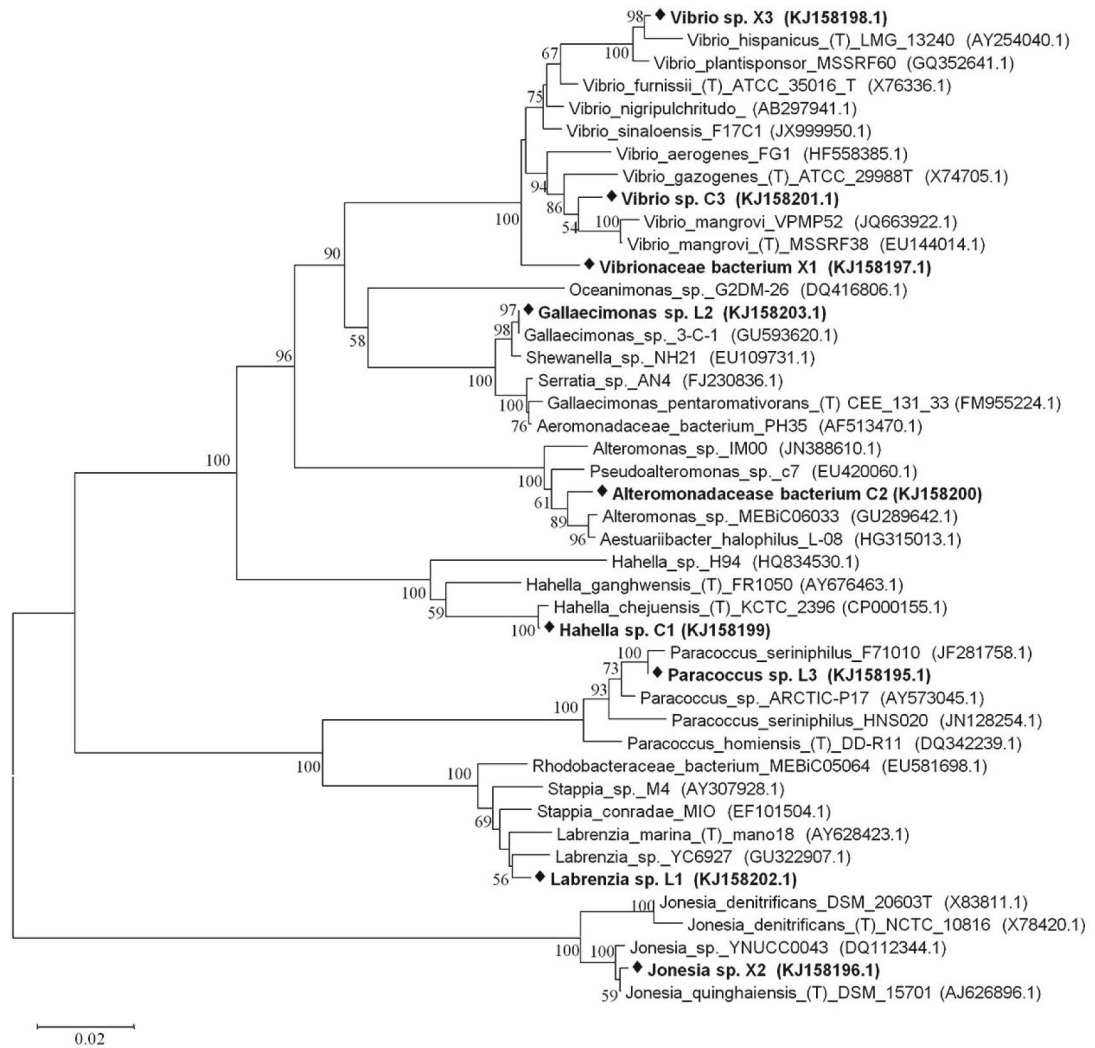 98 ◆ Vibrio sp. X3 (KJ158198.1)
Vibrio_hispanicus_(T)_LMG_13240 (AY254040.1)
67
100 Vibrio_plantisponsor_MSSRF60 (GQ352641.1)
Vibrio_furnissii_(T)_ATCC_35016_T (X76336.1)
75
Vibrio_nigripulchritudo_ (AB297941.1)
Vibrio_sinaloensis_F17C1 (JX999950.1)
Vibrio_aerogenes_FG1 (HF558385.1)
Vibrio_gazogenes_(T)_ATCC_29988T (X74705.1)
94
◆ Vibrio sp. C3 (KJ158201.1)
86
100 Vibrio_mangrovi_VPMP52 (JQ663922.1)
100 54
Vibrio_mangrovi_(T)_MSSRF38 (EU144014.1)
90
◆ Vibrionaceae bacterium X1 (KJ158197.1)
Oceanimonas_sp._G2DM-26 (DQ416806.1)
97 ◆ Gallaecimonas sp. L2 (KJ158203.1)
98 Gallaecimonas_sp._3-C-1 (GU593620.1)
58
96 Shewanella_sp._NH21 (EU109731.1)
100 Serratia_sp._AN4 (FJ230836.1)
100 Gallaecimonas_pentaromativorans_(T) CEE_131_33 (FM955224.1)
76 Aeromonadaceae_bacterium_PH35 (AF513470.1)
Alteromonas_sp._IM00 (JN388610.1)
100
Pseudoalteromonas_sp._c7 (EU420060.1)
100
61 ◆ Alteromonadacease bacterium C2 (KJ158200)
89 Alteromonas_sp._MEBiC06033 (GU289642.1)
96 Aestuariibacter_halophilus_L-08 (HG315013.1)
Hahella_sp._H94 (HQ834530.1)
100 Hahella_ganghwensis_(T)_FR1050 (AY676463.1)
59 Hahella_chejuensis_(T)_KCTC_2396 (CP000155.1)
100 ◆ Hahella sp. C1 (KJ158199)
100 Paracoccus_seriniphilus_F71010 (JF281758.1)
73 ◆ Paracoccus sp. L3 (KJ158195.1)
93 Paracoccus_sp._ARCTIC-P17 (AY573045.1)
100 Paracoccus_seriniphilus_HNS020 (JN128254.1)
Paracoccus_homiensis_(T)_DD-R11 (DQ342239.1)
100
100 Rhodobacteraceae_bacterium_MEBiC05064 (EU581698.1)
Stappia_sp._M4 (AY307928.1)
Stappia_conradae_MIO (EF101504.1)
69
Labrenzia_marina_(T)_mano18 (AY628423.1)
Labrenzia_sp._YC6927 (GU322907.1)
56 ◆ Labrenzia sp. L1 (KJ158202.1)
100 Jonesia_denitrificans_DSM_20603T (X83811.1)
Jonesia_denitrificans_(T)_NCTC_10816 (X78420.1)
100 100 Jonesia_sp._YNUCC0043 (DQ112344.1)
◆ Jonesia sp. X2 (KJ158196.1)
59 Jonesia_quinghaiensis_(T)_DSM_15701 (AJ626896.1)
0.02